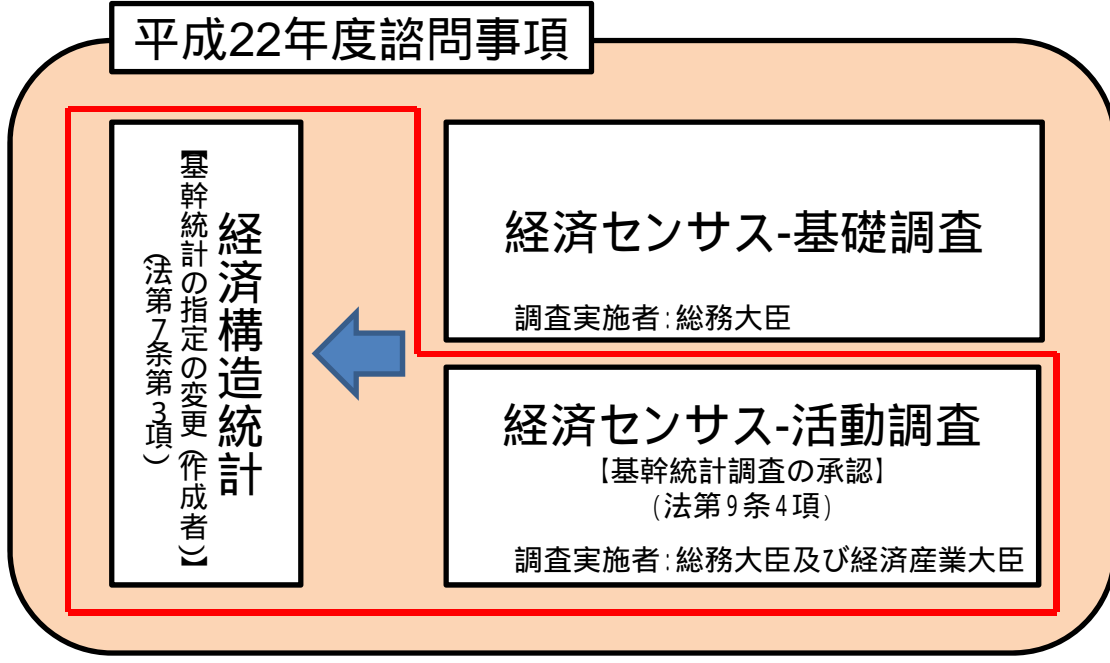 平成22年度諮問事項
経済構造統計
【基幹統計の指定の変更（作成者）】
（法第7条第3項）
経済センサス-基礎調査
調査実施者:総務大臣
経済センサス-活動調査
【基幹統計調査の承認】
(法第9条4項)
調査実施者:総務大臣及び経済産業大臣